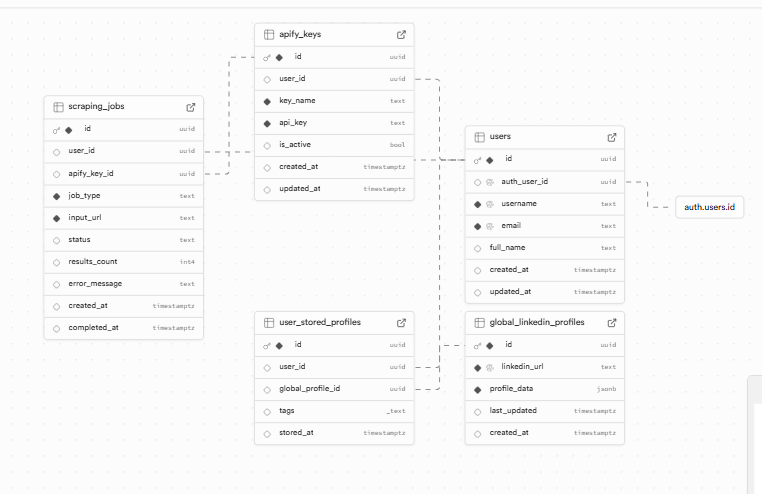 apify_keys
id uuid
user_id uuid
key_name text
api_key text
is_active bool
created_at timestamptz
updated_at timestamptz
scraping_jobs
id uuid
user_id uuid
apify_key_id uuid
job_type text
input_url text
status text
results_count int4
error_message text
created_at timestamptz
completed_at timestamptz
users
id uuid
auth_user_id uuid
username text
email text
full_name text
created_at timestamptz
updated_at timestamptz
auth.users.id
user_stored_profiles
id uuid
user_id uuid
global_profile_id uuid
tags _text
stored_at timestamptz
global_linkedin_profiles
id uuid
linkedin_url text
profile_data jsonb
last_updated timestamptz
created_at timestamptz